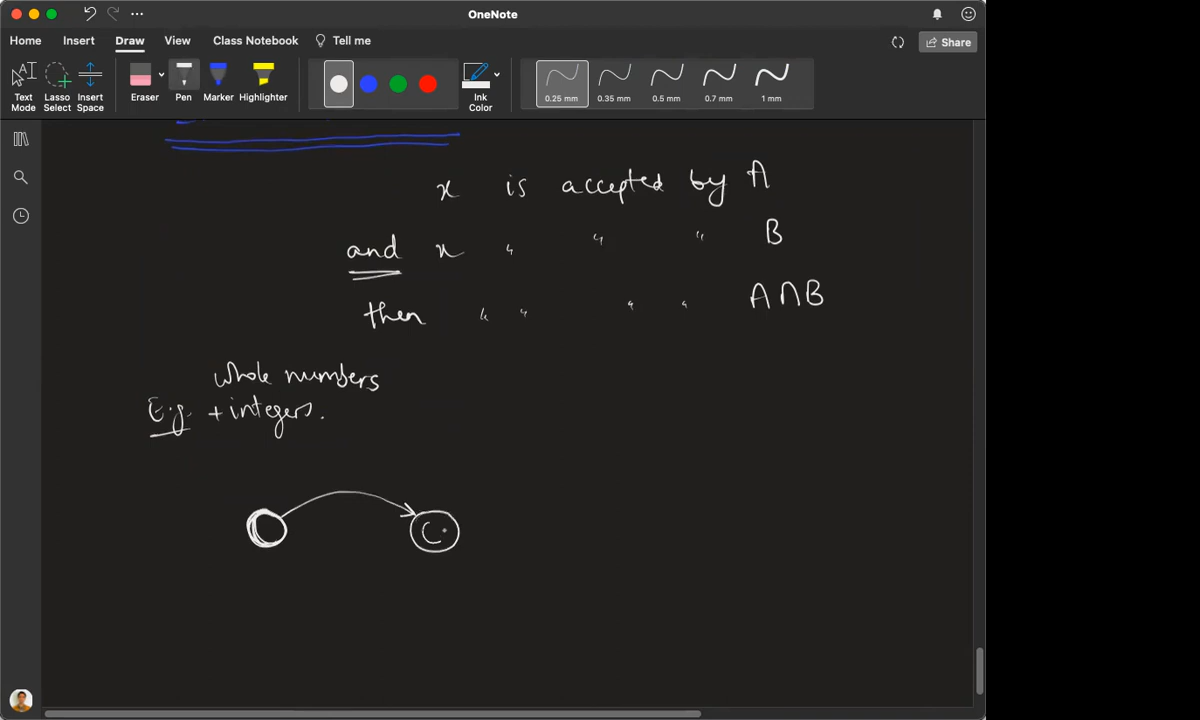 OneNote
Home Insert Draw View Class Notebook Tell me Share
Text Mode Lasso Select Insert Space Eraser Pen Marker Highlighter Ink Color 0.25 mm 0.35 mm 0.5 mm 0.7 mm 1 mm
x is accepted by A
and x " " " B
then " " " " A∩B
whole numbers
E.g. + integers.